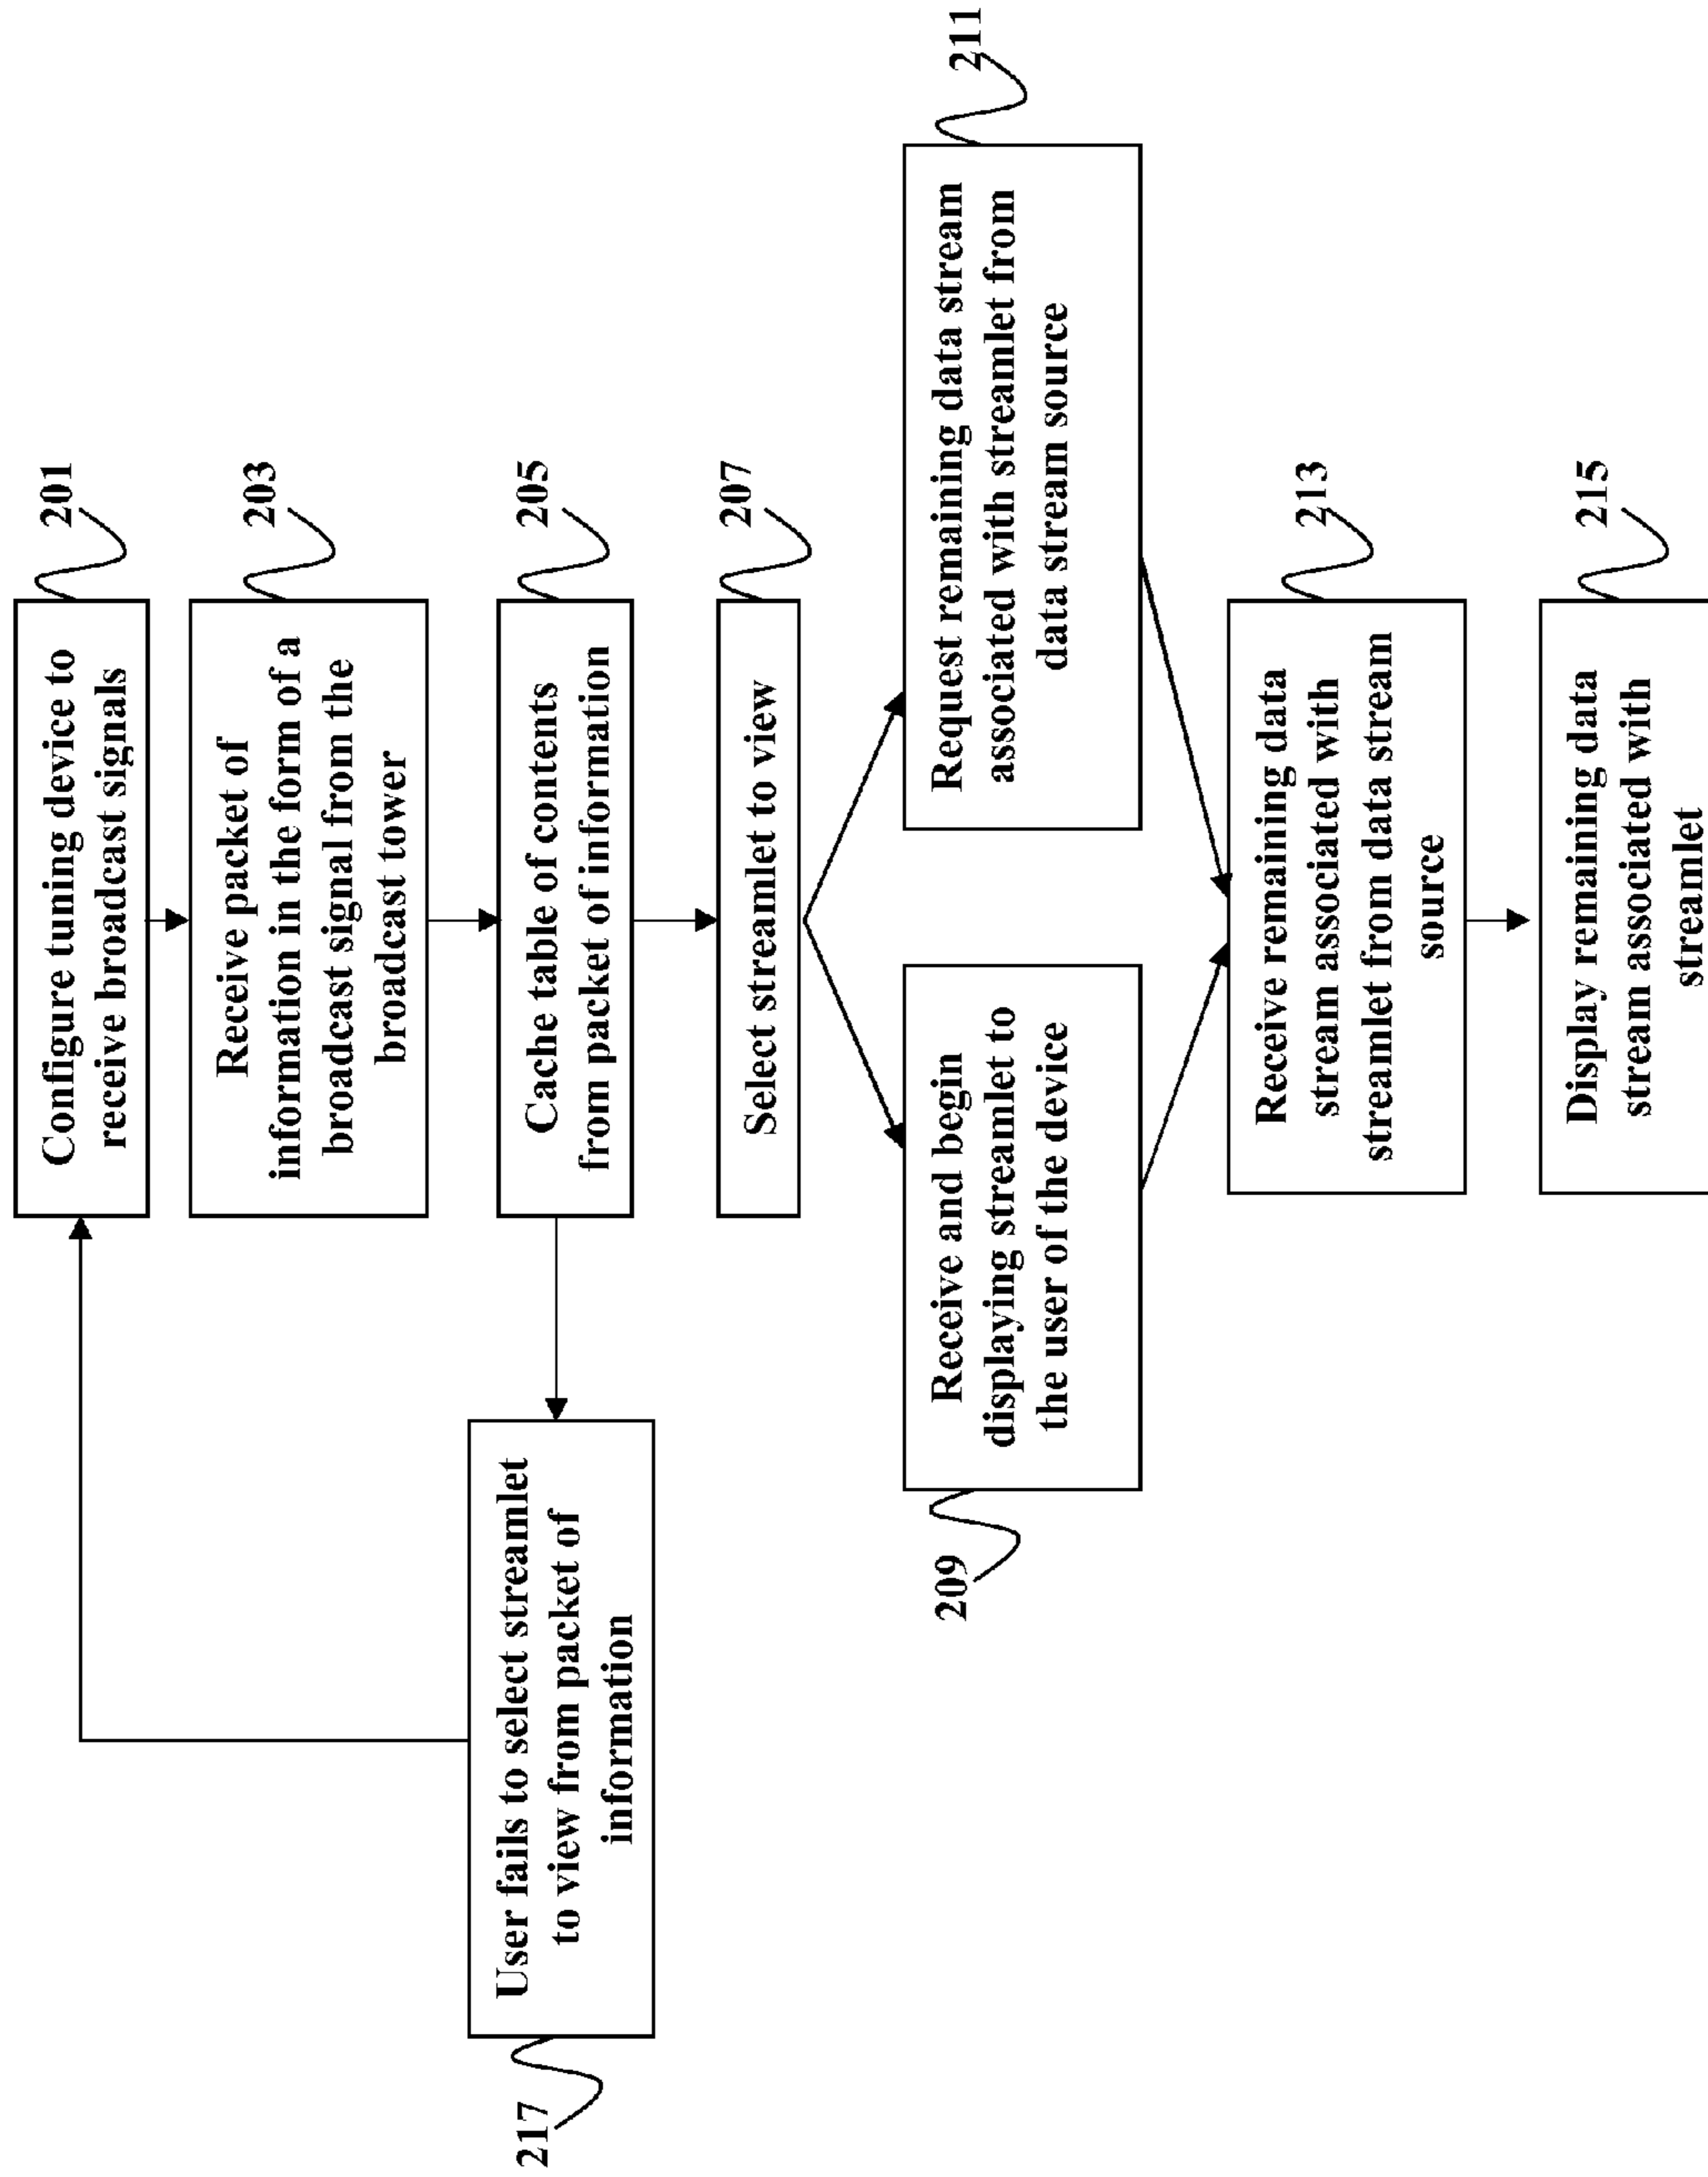 201
Configure tuning device to
receive broadcast signals
203
Receive packet of
information in the form of a
broadcast signal from the
broadcast tower
205
Cache table of contents
from packet of information
217
User fails to select streamlet
to view from packet of
information
207
Select streamlet to view
209
Receive and begin
displaying streamlet to
the user of the device
211
Request remaining data stream
associated with streamlet from
data stream source
213
Receive remaining data
stream associated with
streamlet from data stream
source
215
Display remaining data
stream associated with
streamlet